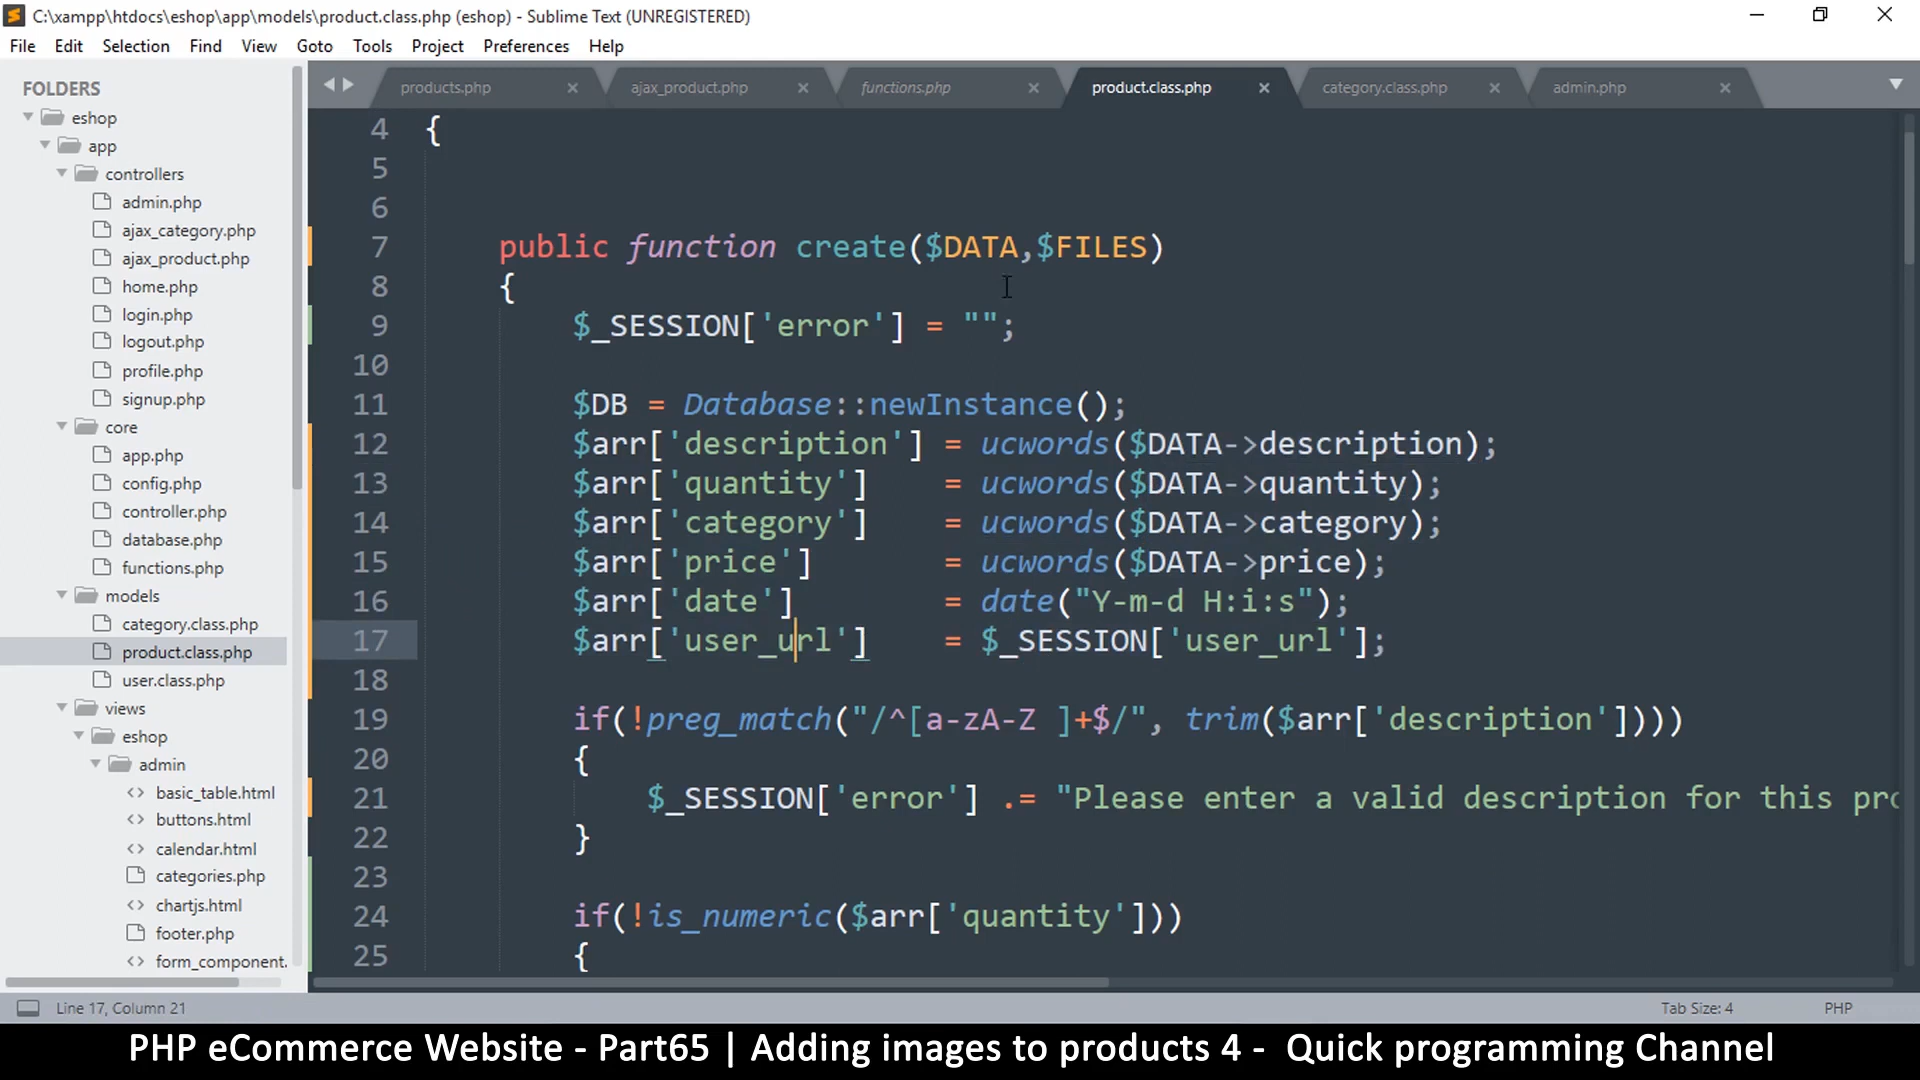 C:\xampp\htdocs\eshop\app\models\product.class.php (eshop) - Sublime Text (UNREGISTERED)
File Edit Selection Find View Goto Tools Project Preferences Help
FOLDERS
eshop
app
controllers
admin.php
ajax_category.php
ajax_product.php
home.php
login.php
logout.php
profile.php
signup.php
core
app.php
config.php
controller.php
database.php
functions.php
models
category.class.php
product.class.php
user.class.php
views
eshop
admin
basic_table.html
buttons.html
calendar.html
categories.php
chartjs.html
footer.php
form_component.
products.php ajax_product.php functions.php product.class.php category.class.php admin.php
4 {
5
6
7 public function create($DATA,$FILES)
8 {
9 $_SESSION['error'] = "";
10
11 $DB = Database::newInstance();
12 $arr['description'] = ucwords($DATA->description);
13 $arr['quantity'] = ucwords($DATA->quantity);
14 $arr['category'] = ucwords($DATA->category);
15 $arr['price'] = ucwords($DATA->price);
16 $arr['date'] = date("Y-m-d H:i:s");
17 $arr['user_url'] = $_SESSION['user_url'];
18
19 if(!preg_match("/^[a-zA-Z ]+$/", trim($arr['description'])))
20 {
21 $_SESSION['error'] .= "Please enter a valid description for this pro
22 }
23
24 if(!is_numeric($arr['quantity']))
25 {
Line 17, Column 21 Tab Size: 4 PHP
PHP eCommerce Website - Part65 | Adding images to products 4 - Quick programming Channel